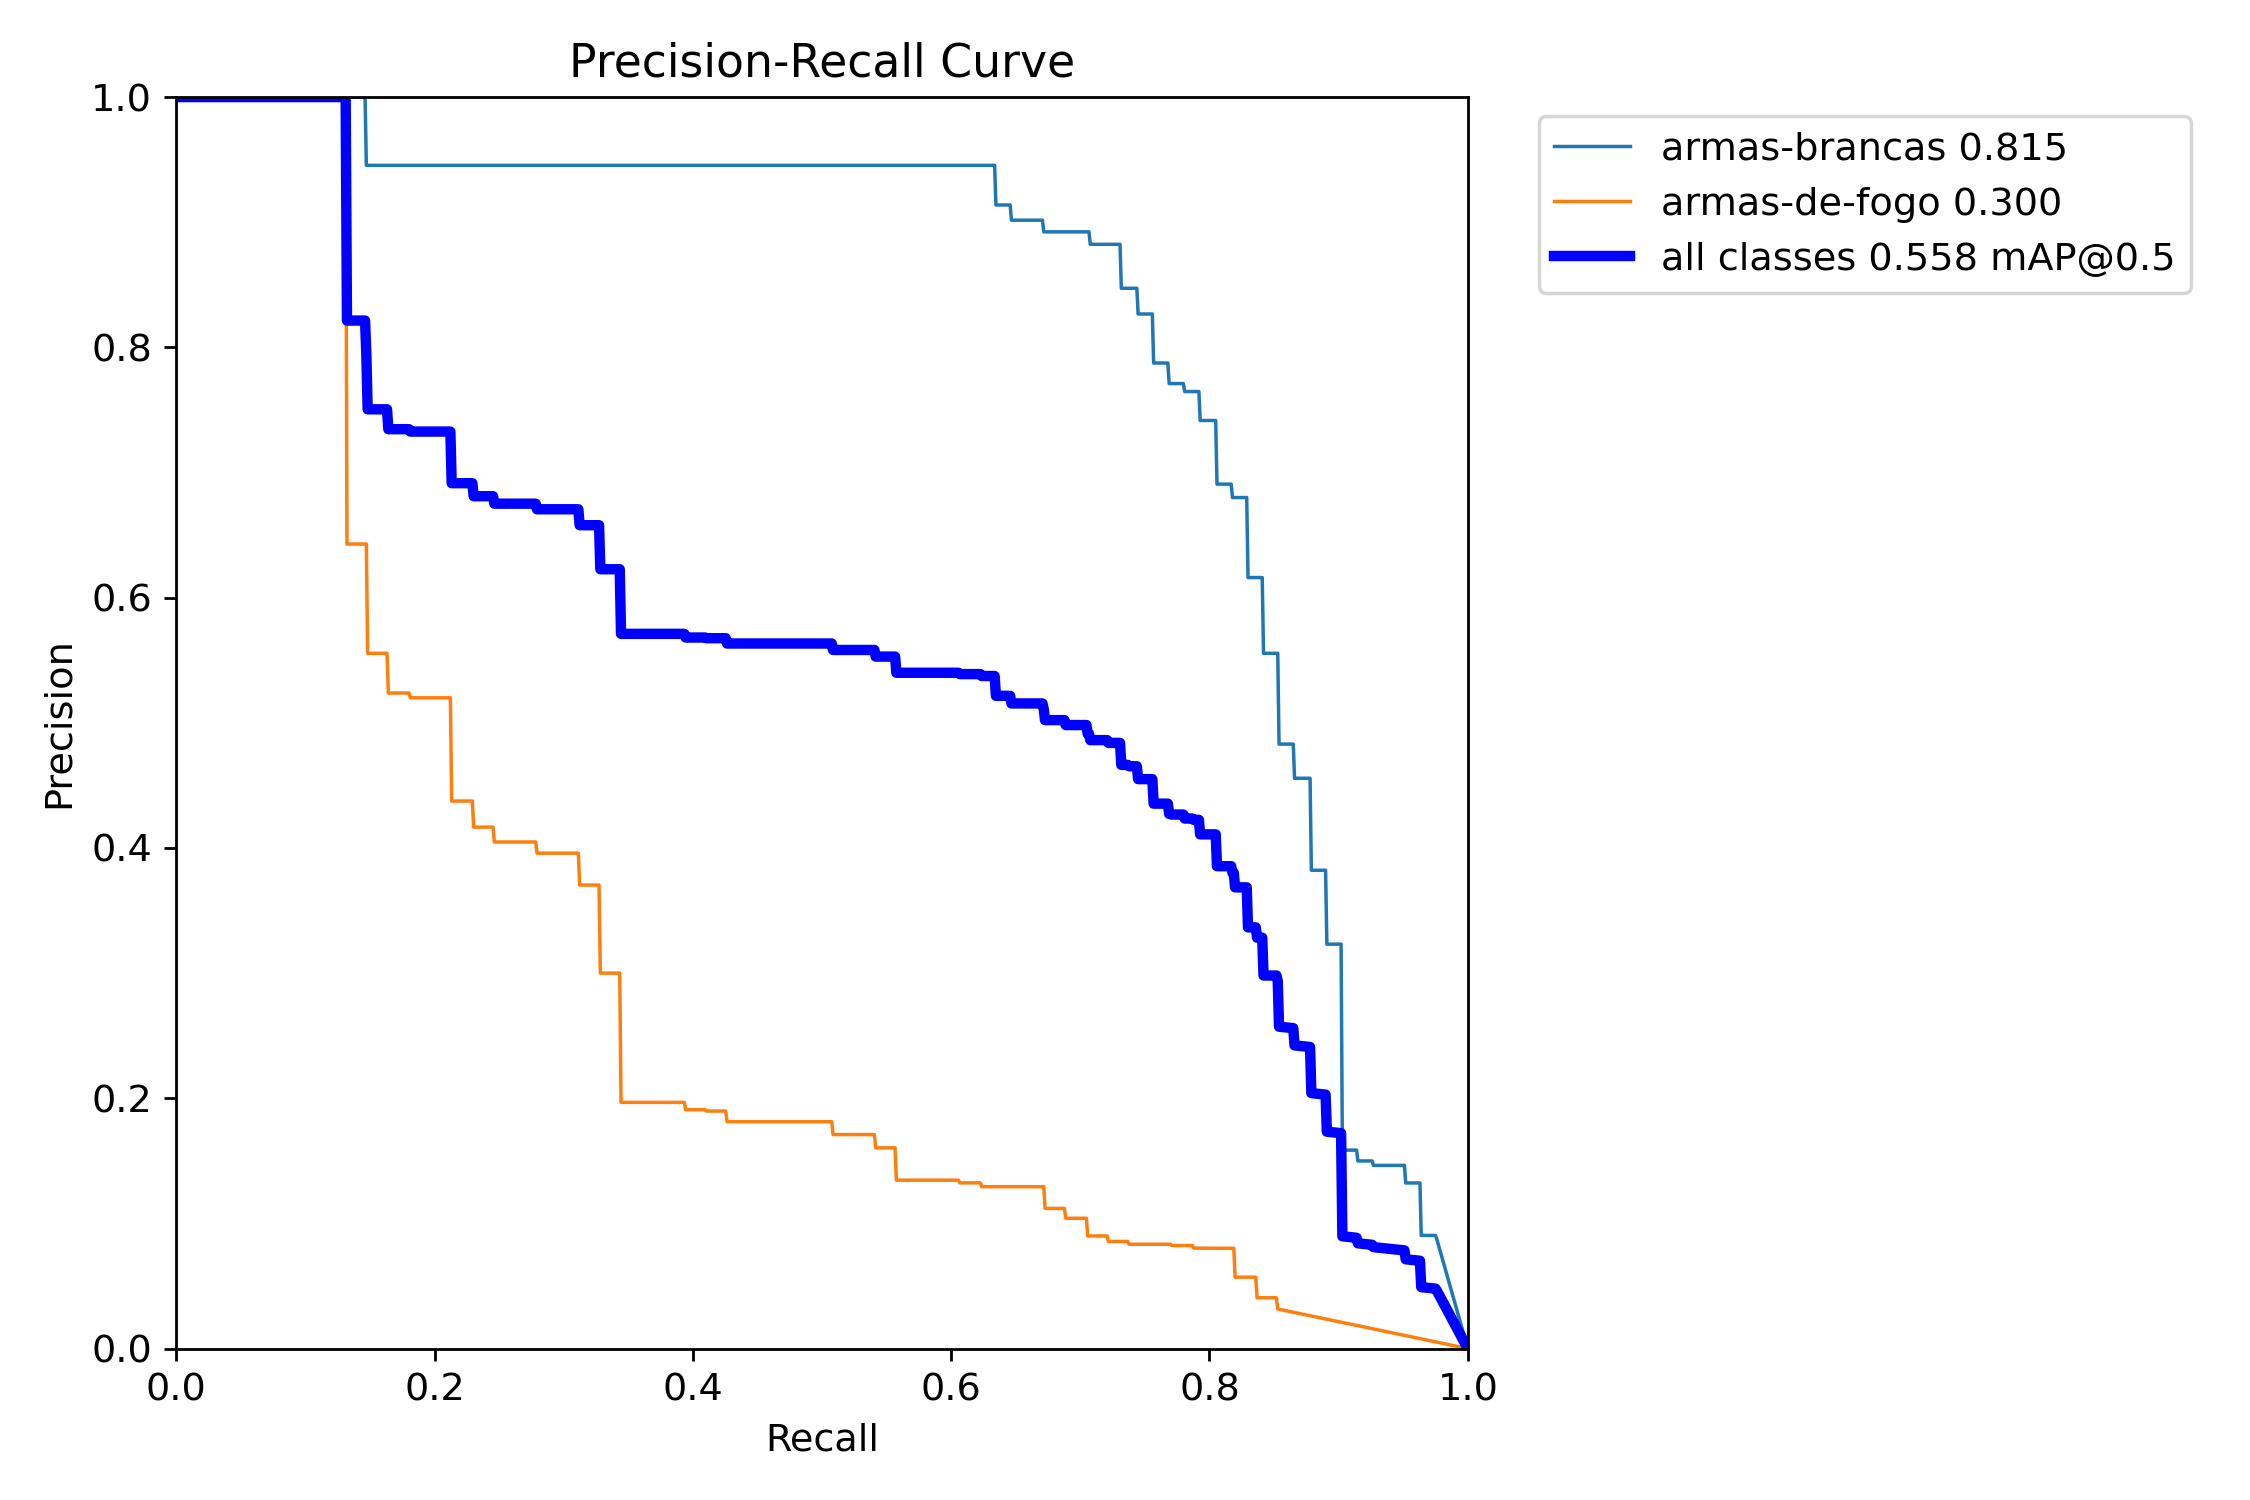 Precision-Recall Curve
1.0
0.8
0.6
0.4
0.2
0.0
Precision
0.0 0.2 0.4 0.6 0.8 1.0
Recall
armas-brancas 0.815
armas-de-fogo 0.300
all classes 0.558 mAP@0.5